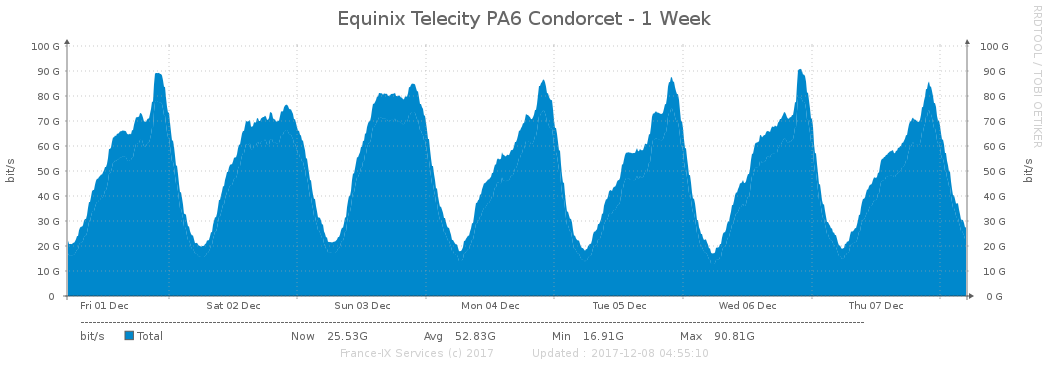 Equinix Telecity PA6 Condorcet - 1 Week
RRDTOOL / TOBI OETIKER
100 G 100 G
90 G 90 G
80 G 80 G
70 G 70 G
60 G 60 G
50 G 50 G
40 G 40 G
30 G 30 G
20 G 20 G
10 G 10 G
0 0 G
bit/s bit/s
Fri 01 Dec Sat 02 Dec Sun 03 Dec Mon 04 Dec Tue 05 Dec Wed 06 Dec Thu 07 Dec
bit/s Total Now 25.53G Avg 52.83G Min 16.91G Max 90.81G
France-IX Services (c) 2017 Updated : 2017-12-08 04:55:10